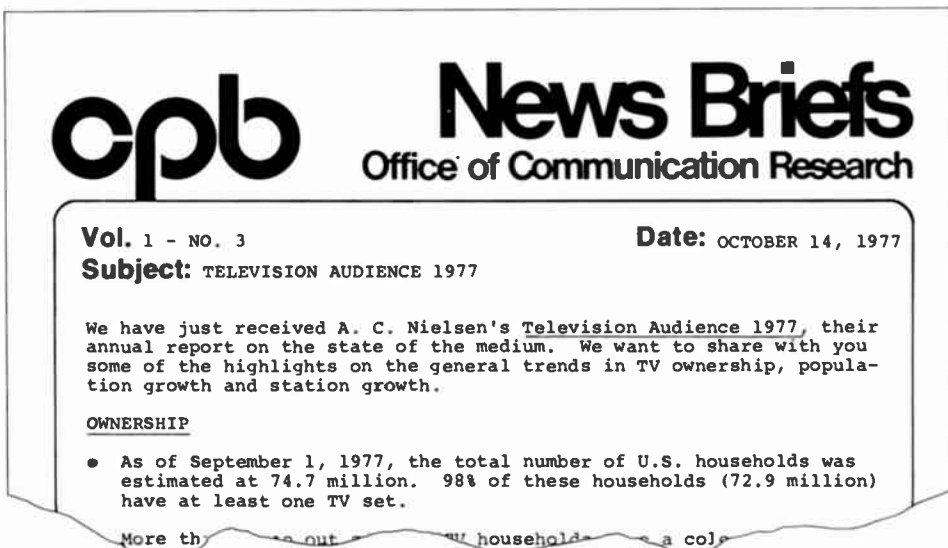 cpb
News Briefs
Office of Communication Research
Vol. 1 - NO. 3 Date: OCTOBER 14, 1977
Subject: TELEVISION AUDIENCE 1977
We have just received A. C. Nielsen's Television Audience 1977, their
annual report on the state of the medium. We want to share with you
some of the highlights on the general trends in TV ownership, popula-
tion growth and station growth.
OWNERSHIP
• As of September 1, 1977, the total number of U.S. households was
estimated at 74.7 million. 98% of these households (72.9 million)
have at least one TV set.
More out TV households a